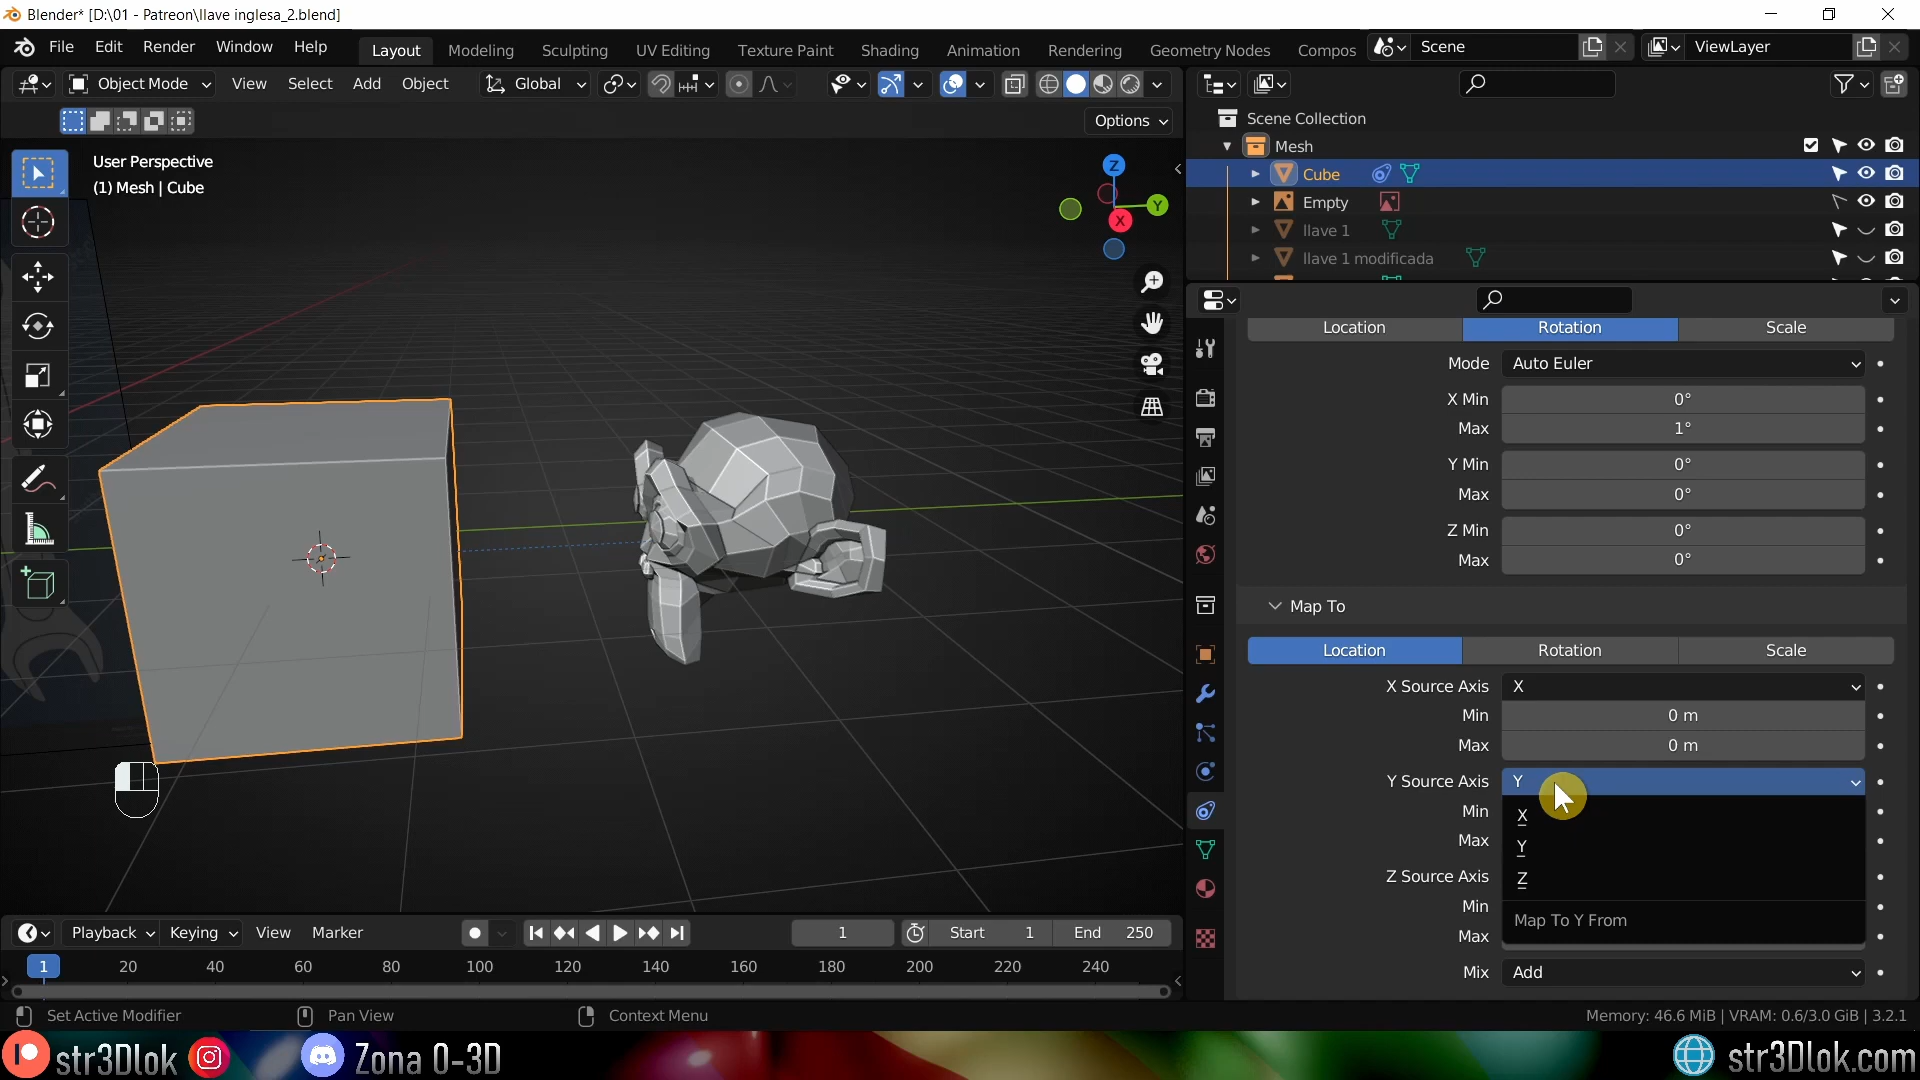 Blender* [D:\01 - Patreon\llave inglesa_2.blend]
File Edit Render Window Help Layout Modeling Sculpting UV Editing Texture Paint Shading Animation Rendering Geometry Nodes Compos Scene ViewLayer
Object Mode View Select Add Object Global
Options
User Perspective
(1) Mesh | Cube
Z
Y
X
Scene Collection
Mesh
Cube
Empty
llave 1
llave 1 modificada
Location Rotation Scale
Mode Auto Euler
X Min 0°
Max 1°
Y Min 0°
Max 0°
Z Min 0°
Max 0°
Map To
Location Rotation Scale
X Source Axis X
Min 0 m
Max 0 m
Y Source Axis Y
Min X
Max Y
Z Source Axis Z
Min Map To Y From
Max
Mix Add
Playback Keying View Marker 1 Start 1 End 250
1 20 40 60 80 100 120 140 160 180 200 220 240
Set Active Modifier Pan View Context Menu Memory: 46.6 MiB | VRAM: 0.6/3.0 GiB | 3.2.1
str3Dlok Zona 0-3D str3Dlok.com